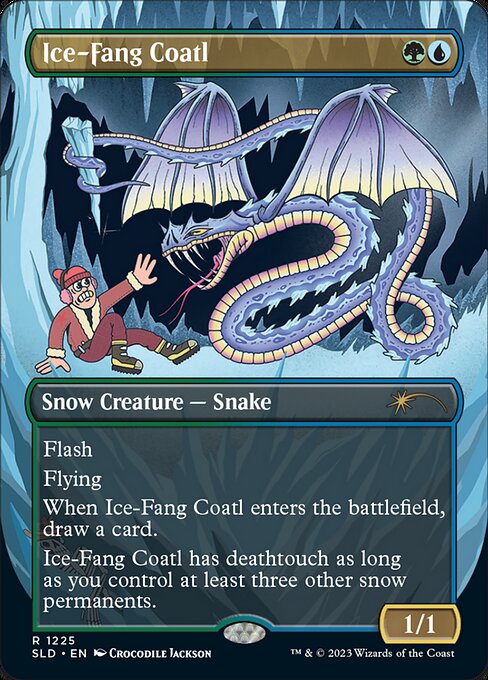 Ice-Fang Coatl
Snow Creature — Snake
Flash
Flying
When Ice-Fang Coatl enters the battlefield,
draw a card.
Ice-Fang Coatl has deathtouch as long
as you control at least three other snow
permanents.
1/1
R 1225
SLD • EN Crocodile Jackson
™ & © 2023 Wizards of the Coast